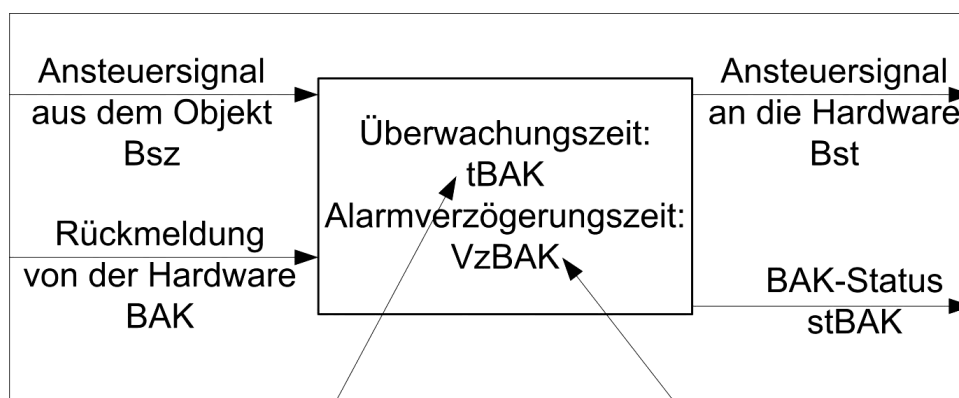 Ansteuersignal
aus dem Objekt
Bsz
Rückmeldung
von der Hardware
BAK
Überwachungszeit:
tBAK
Alarmverzögerungszeit:
VzBAK
Ansteuersignal
an die Hardware
Bst
BAK-Status
stBAK